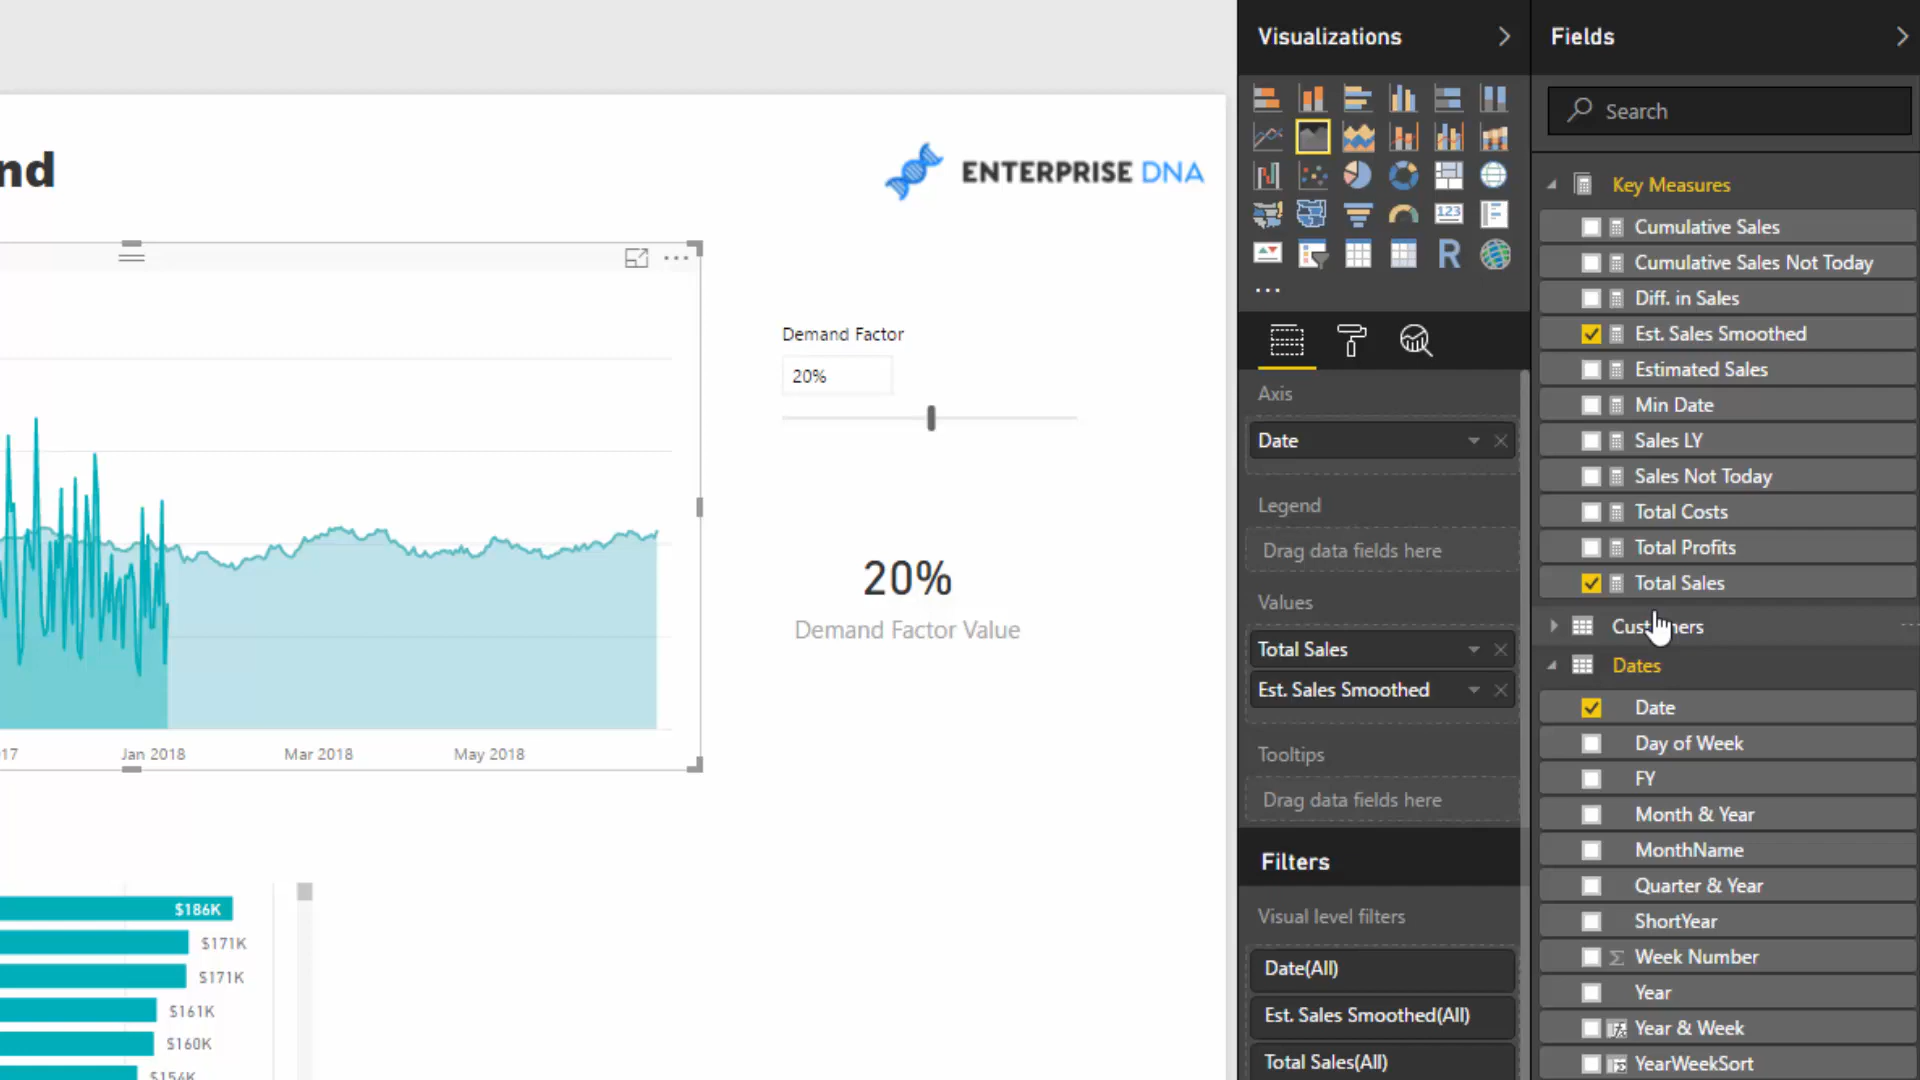 nd
ENTERPRISE DNA
Demand Factor
20%
20%
Demand Factor Value
17
Jan 2018
Mar 2018
May 2018
$186K
$171K
$171K
$161K
$160K
$154K
Visualizations
123
R
...
Axis
Date
Legend
Drag data fields here
Values
Total Sales
Est. Sales Smoothed
Tooltips
Drag data fields here
Filters
Visual level filters
Date(All)
Est. Sales Smoothed(All)
Total Sales(All)
Fields
Search
Key Measures
Cumulative Sales
Cumulative Sales Not Today
Diff. in Sales
Est. Sales Smoothed
Estimated Sales
Min Date
Sales LY
Sales Not Today
Total Costs
Total Profits
Total Sales
Customers
Dates
Date
Day of Week
FY
Month & Year
MonthName
Quarter & Year
ShortYear
Week Number
Year
Year & Week
YearWeekSort